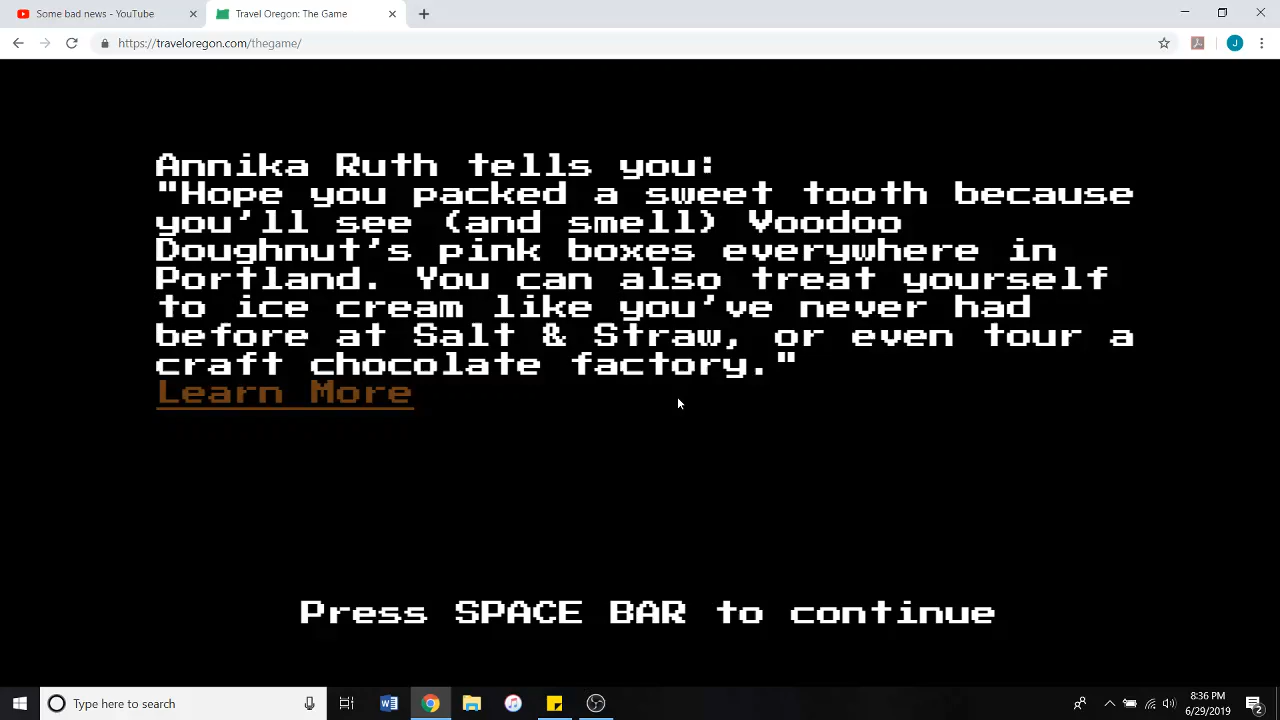 Some bad news - YouTube
Travel Oregon: The Game
https://traveloregon.com/thegame/
J
Annika Ruth tells you:
"Hope you packed a sweet tooth because
you'll see (and smell) Voodoo
Doughnut's pink boxes everywhere in
Portland. You can also treat yourself
to ice cream like you've never had
before at Salt & Straw, or even tour a
craft chocolate factory."
Learn More
Press SPACE BAR to continue
Type here to search
8:36 PM
6/29/2019
2